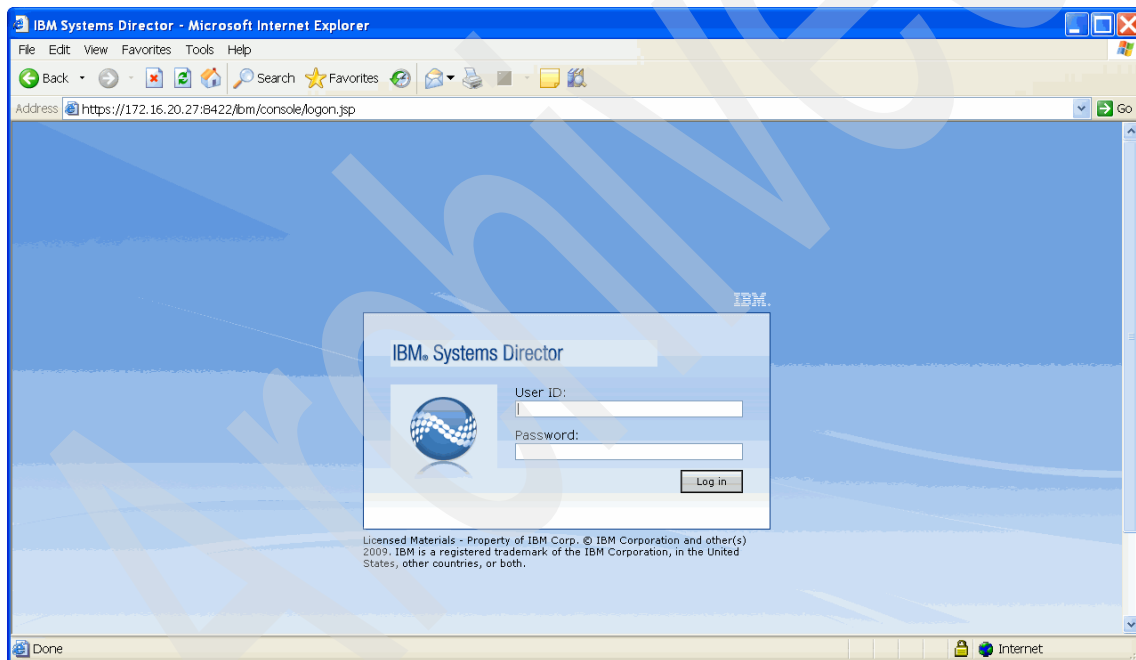 IBM Systems Director - Microsoft Internet Explorer
File Edit View Favorites Tools Help
Back Search Favorites
Address https://172.16.20.27:8422/ibm/console/logon.jsp Go
IBM.
IBM® Systems Director
User ID:
Password:
Log in
Licensed Materials - Property of IBM Corp. © IBM Corporation and other(s)
2009. IBM is a registered trademark of the IBM Corporation, in the United
States, other countries, or both.
Done Internet